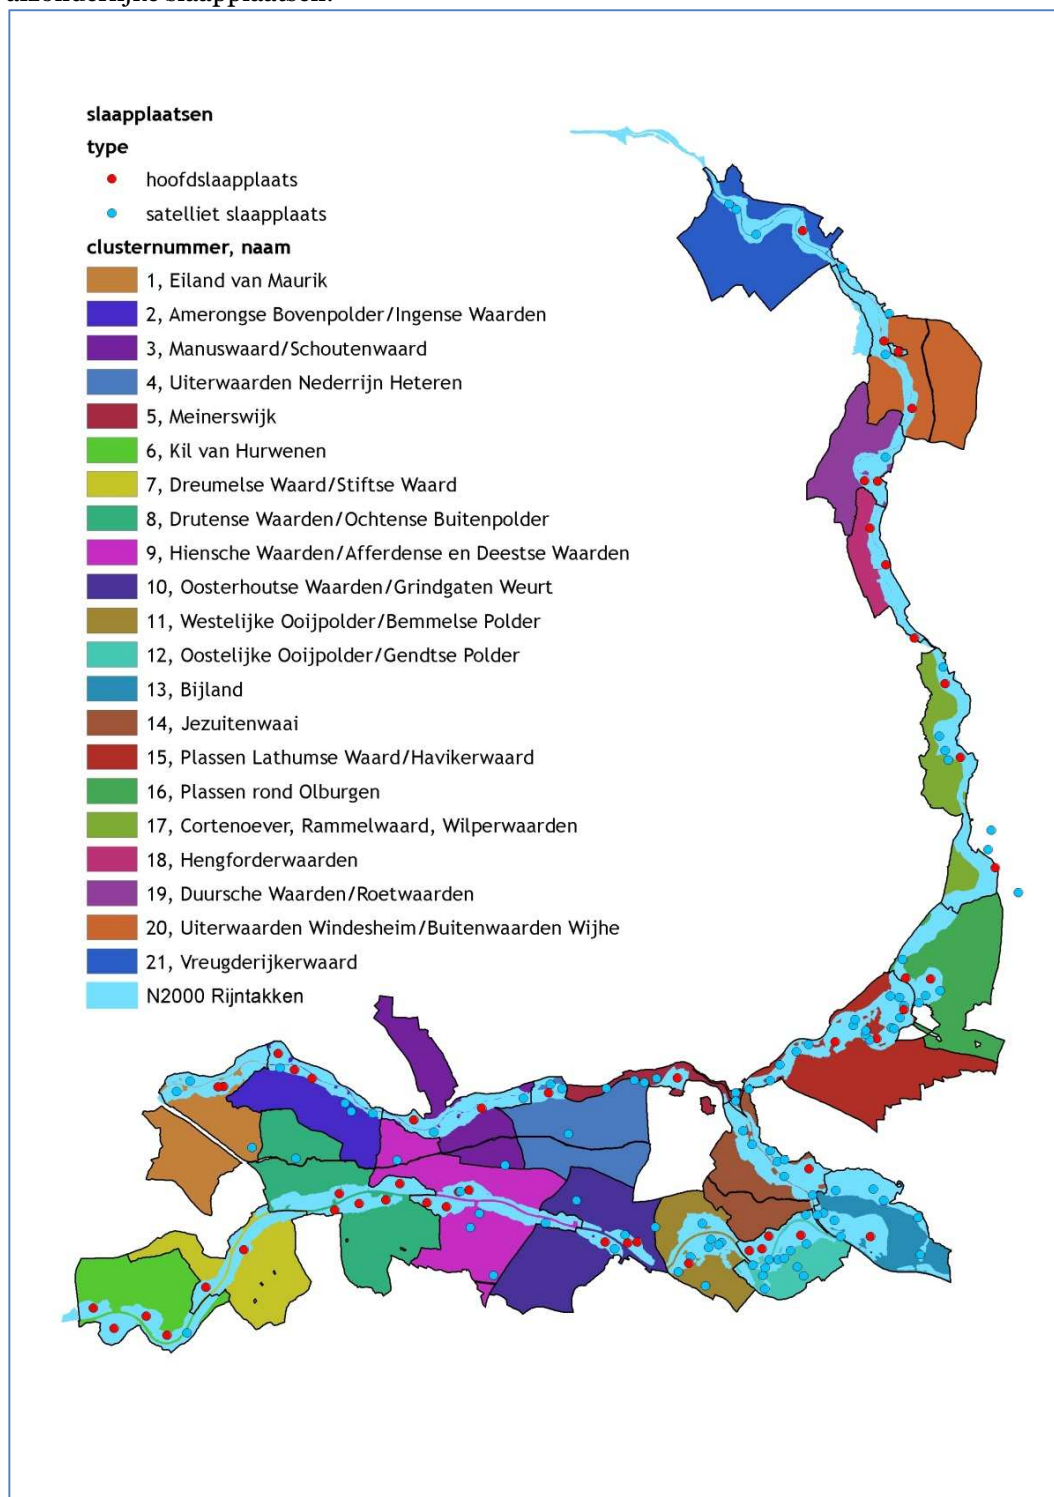 afzonderlijke slaapplaatsen.
slaapplaatsen
type
hoofdslaapplaats
satelliet slaapplaats
clusternummer, naam
1, Eiland van Maurik
2, Amerongse Bovenpolder/Ingense Waarden
3, Manuswaard/Schoutenwaard
4, Uiterwaarden Nederrijn Heteren
5, Meinerswijk
6, Kil van Hurwenen
7, Dreumelse Waard/Stiftse Waard
8, Drutense Waarden/Ochtense Buitenpolder
9, Hiensche Waarden/Afferdense en Deestse Waarden
10, Oosterhoutse Waarden/Grindgaten Weurt
11, Westelijke Ooijpolder/Bemmelse Polder
12, Oostelijke Ooijpolder/Gendtse Polder
13, Bijland
14, Jezuitenwaai
15, Plassen Lathumse Waard/Havikerwaard
16, Plassen rond Olburgen
17, Cortenoever, Rammelwaard, Wilperwaarden
18, Hengforderwaarden
19, Duursche Waarden/Roetwaarden
20, Uiterwaarden Windesheim/Buitenwaarden Wijhe
21, Vreugderijkerwaard
N2000 Rijntakken